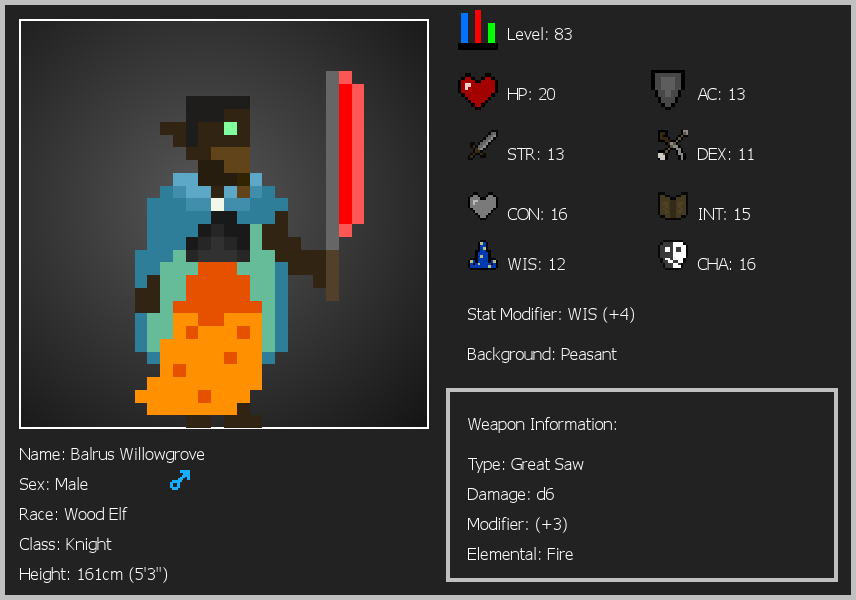 Level: 83
HP: 20
AC: 13
STR: 13
DEX: 11
CON: 16
INT: 15
WIS: 12
CHA: 16
Stat Modifier: WIS (+4)
Background: Peasant
Weapon Information:
Type: Great Saw
Damage: d6
Modifier: (+3)
Elemental: Fire
Name: Balrus Willowgrove
Sex: Male
Race: Wood Elf
Class: Knight
Height: 161cm (5'3")